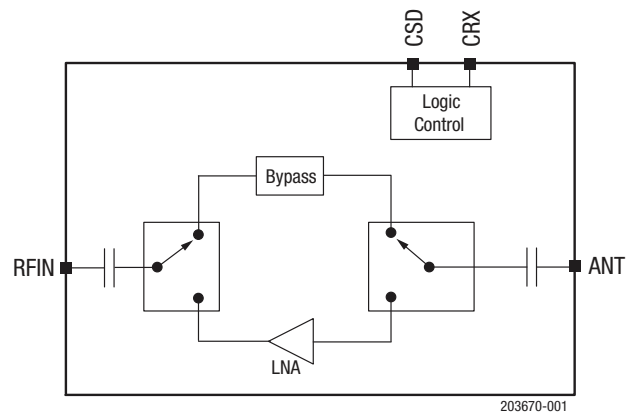 CSD
CRX
Logic
Control
Bypass
RFIN
ANT
LNA
203670-001